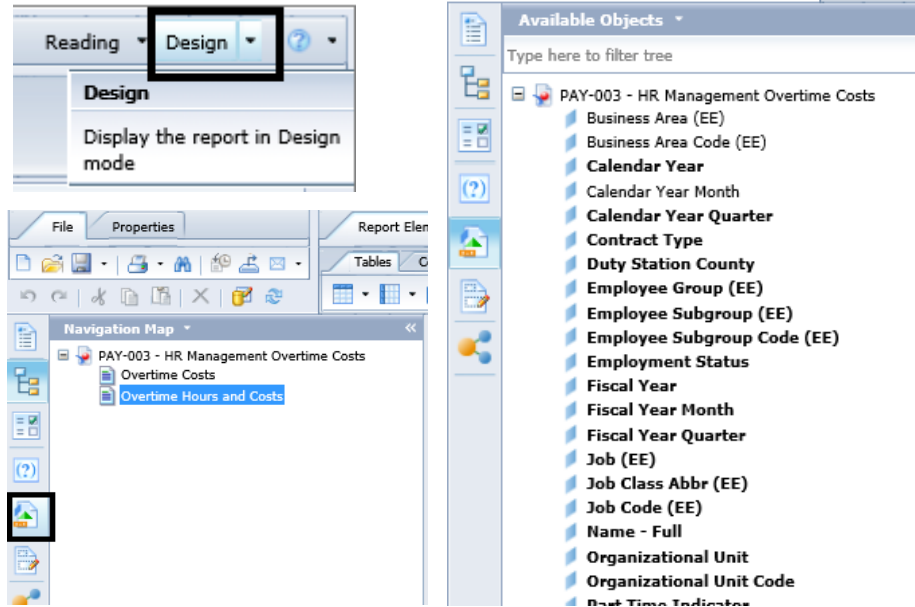 Reading
Design
Design
Display the report in Design
mode
File
Properties
Report Elem
Tables
Navigation Map
«
PAY-003 - HR Management Overtime Costs
Overtime Costs
Overtime Hours and Costs
(?)
Available Objects
Type here to filter tree
PAY-003 - HR Management Overtime Costs
Business Area (EE)
Business Area Code (EE)
Calendar Year
Calendar Year Month
Calendar Year Quarter
Contract Type
Duty Station County
Employee Group (EE)
Employee Subgroup (EE)
Employee Subgroup Code (EE)
Employment Status
Fiscal Year
Fiscal Year Month
Fiscal Year Quarter
Job (EE)
Job Class Abbr (EE)
Job Code (EE)
Name - Full
Organizational Unit
Organizational Unit Code
Part Time Indicator
(?)